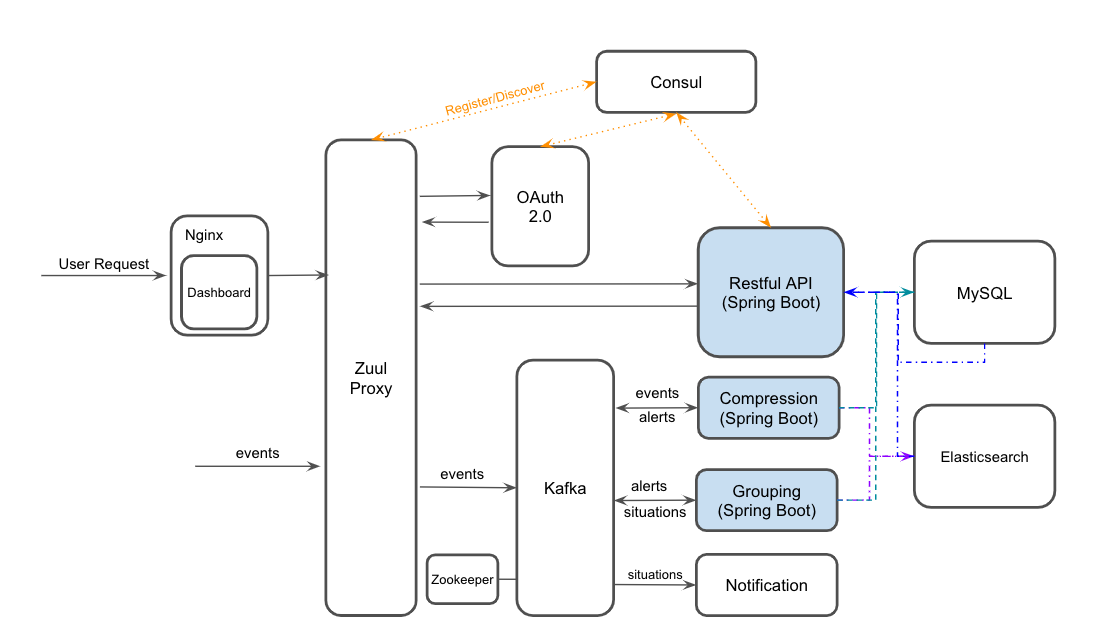 Consul
Register/Discover
OAuth
2.0
Nginx
User Request
Dashboard
Restful API
(Spring Boot)
MySQL
Zuul
Proxy
events
alerts
Compression
(Spring Boot)
events
events
Kafka
alerts
situations
Grouping
(Spring Boot)
Elasticsearch
Zookeeper
situations
Notification